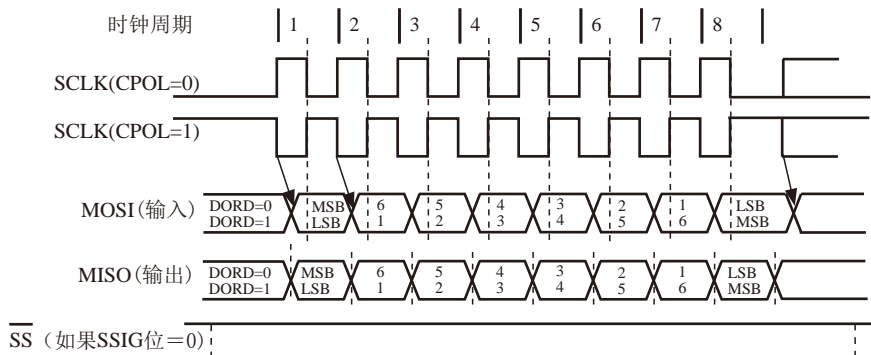 时钟周期 1 2 3 4 5 6 7 8
SCLK(CPOL=0)
SCLK(CPOL=1)
MOSI(输入) DORD=0 MSB 6 5 4 3 2 1 LSB
DORD=1 LSB 1 2 3 4 5 6 MSB
MISO(输出) DORD=0 MSB 6 5 4 3 2 1 LSB
DORD=1 LSB 1 2 3 4 5 6 MSB
SS（如果SSIG位＝0)